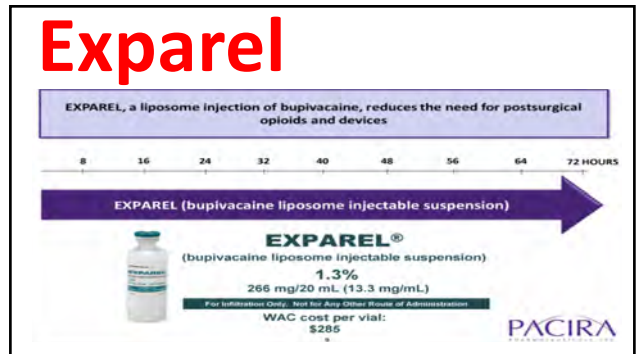 Exparel
EXPAREL, a liposome injection of bupivacaine, reduces the need for postsurgical
opioids and devices
8 16 24 32 40 48 56 64 72 HOURS
EXPAREL (bupivacaine liposome injectable suspension)
EXPAREL®
(bupivacaine liposome injectable suspension)
1.3%
266 mg/20 mL (13.3 mg/mL)
For Infiltration Only. Not for Any Other Route of Administration
WAC cost per vial:
$285
EXPAREL
PACIRA
PHARMACEUTICALS, INC.